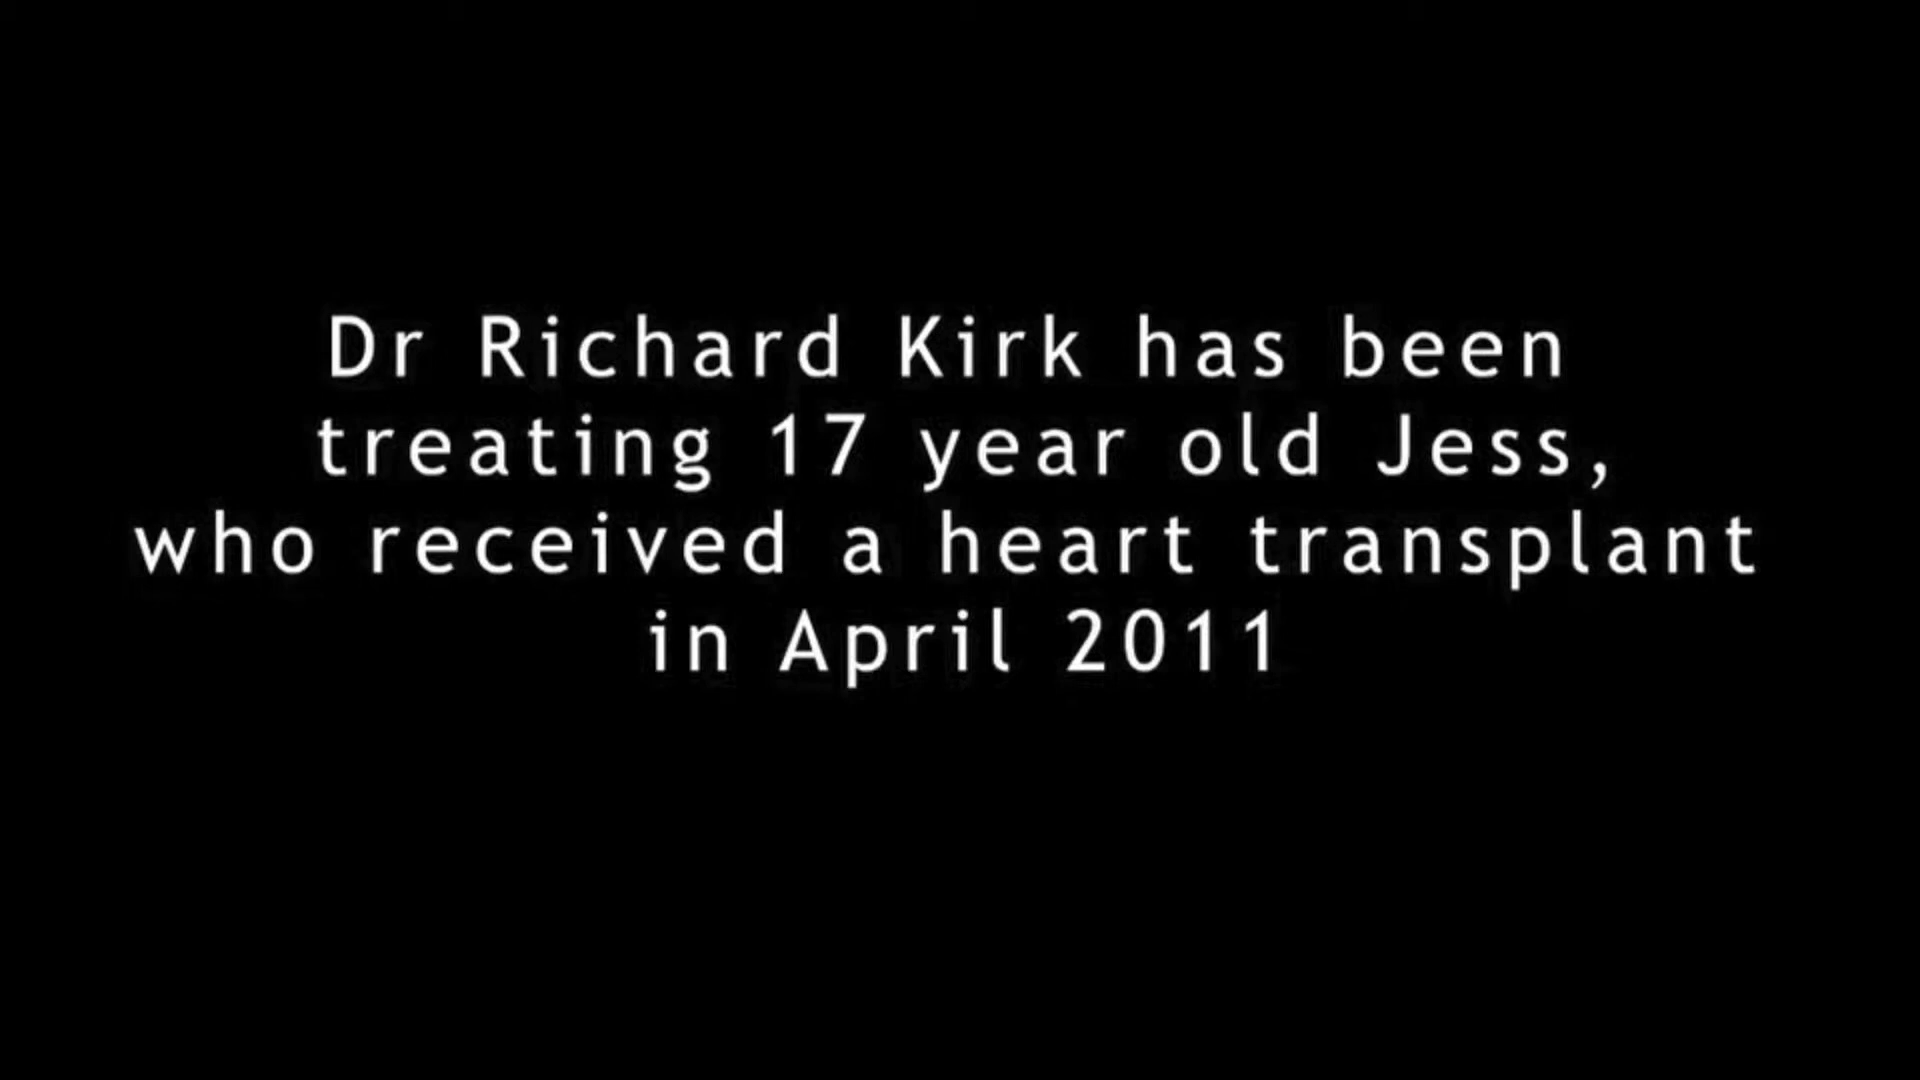 Dr Richard Kirk has been
treating 17 year old Jess,
who received a heart transplant
in April 2011